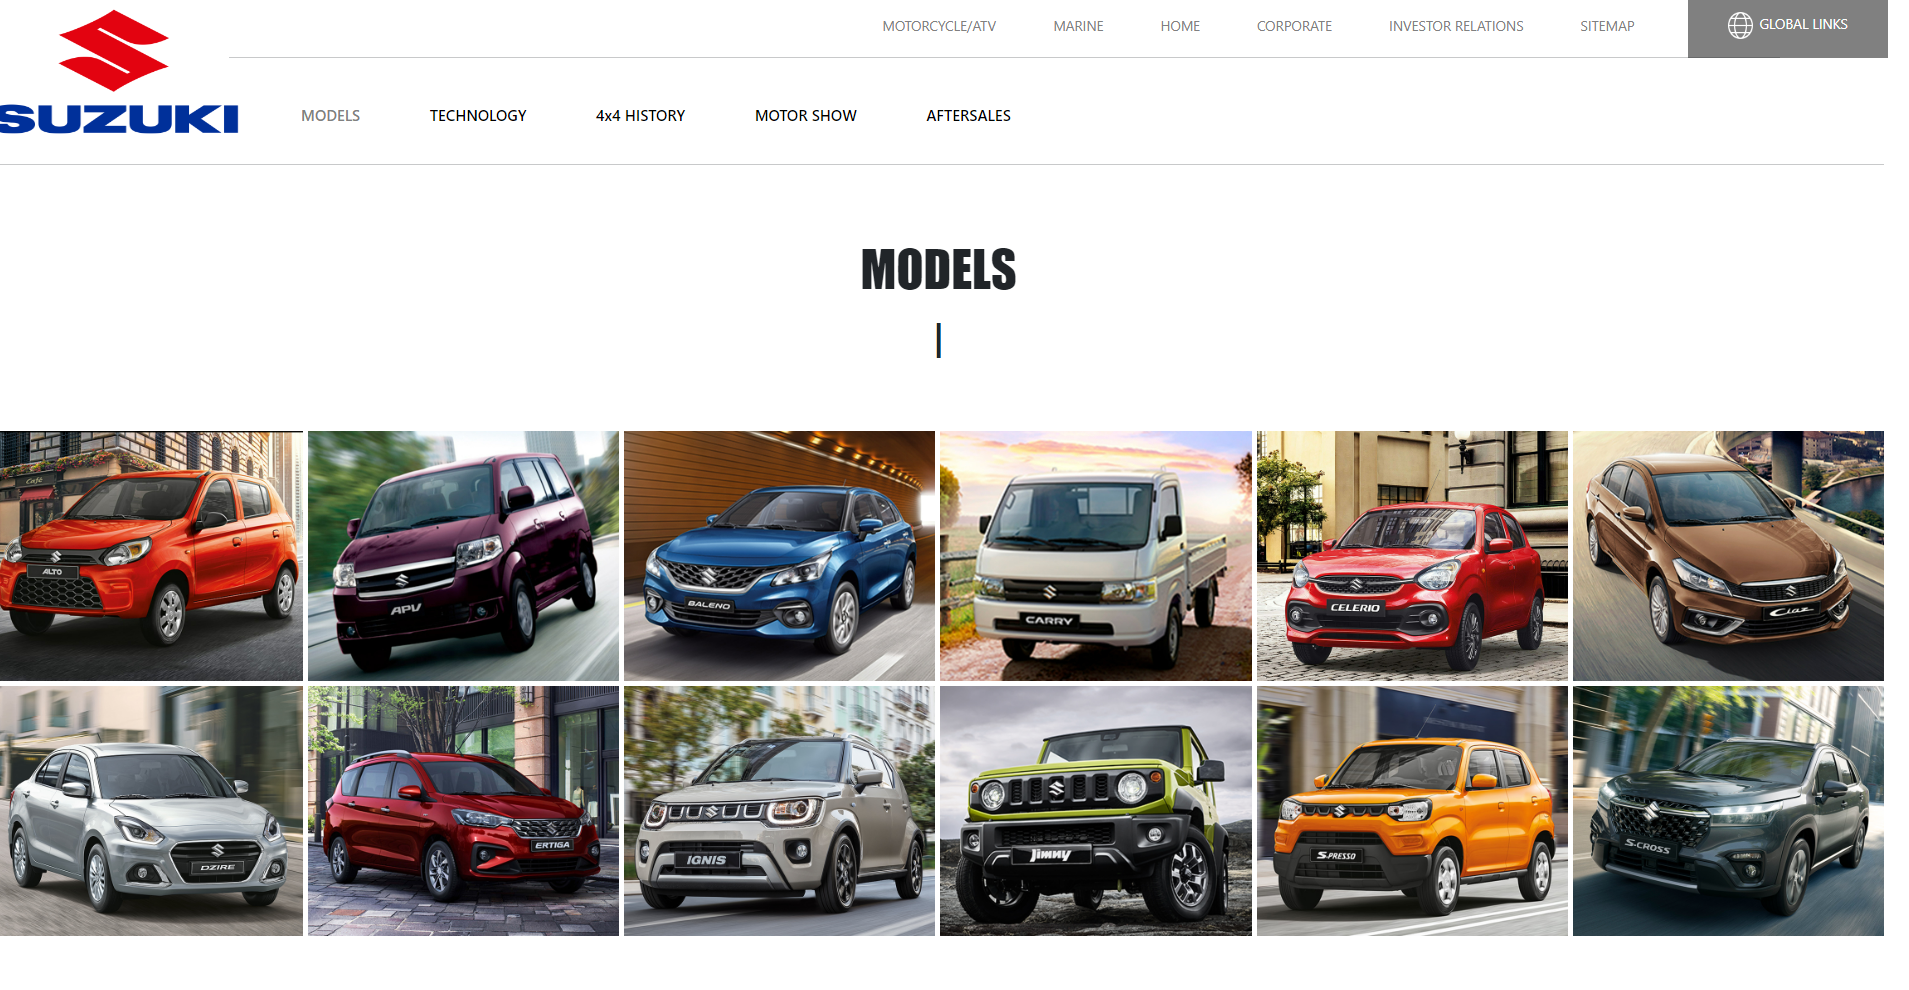 MOTORCYCLE/ATV MARINE HOME CORPORATE INVESTOR RELATIONS SITEMAP GLOBAL LINKS
SUZUKI
MODELS TECHNOLOGY 4x4 HISTORY MOTOR SHOW AFTERSALES
MODELS
Cafe
ALTO
APV
BALENO
CARRY
CELERIO
Ciaz
DZIRE
ERTIGA
IGNIS
Jimny
S-PRESSO
S-CROSS